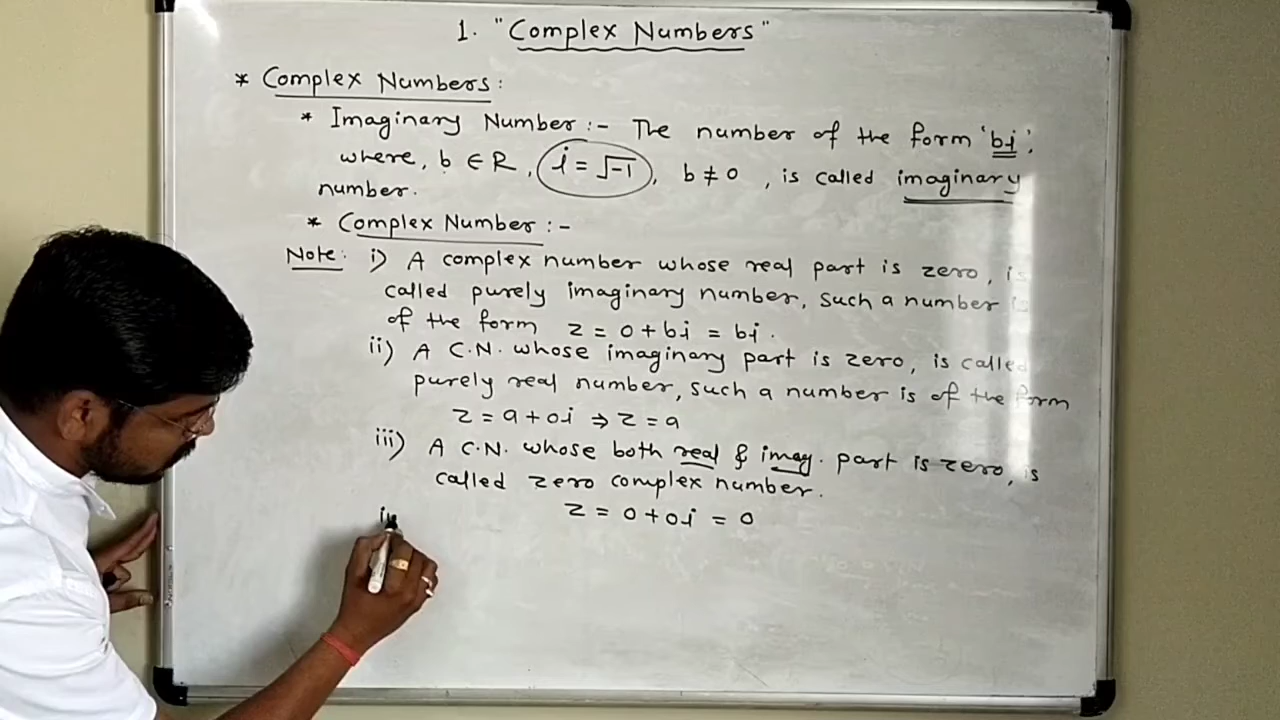 1. "Complex Numbers"
* Complex Numbers:
* Imaginary Number :- The number of the form 'bi',
where, b ∈ R, i = √-1, b ≠ 0, is called imaginary
number.
* Complex Number :-
Note: i) A complex number whose real part is zero, is
called purely imaginary number, such a number is
of the form z = 0 + bi = bi.
ii) A C.N. whose imaginary part is zero, is called
purely real number, such a number is of the form
z = a + 0i ⇒ z = a
iii) A C.N. whose both real & imag. part is zero, is
called zero complex number.
z = 0 + 0i = 0